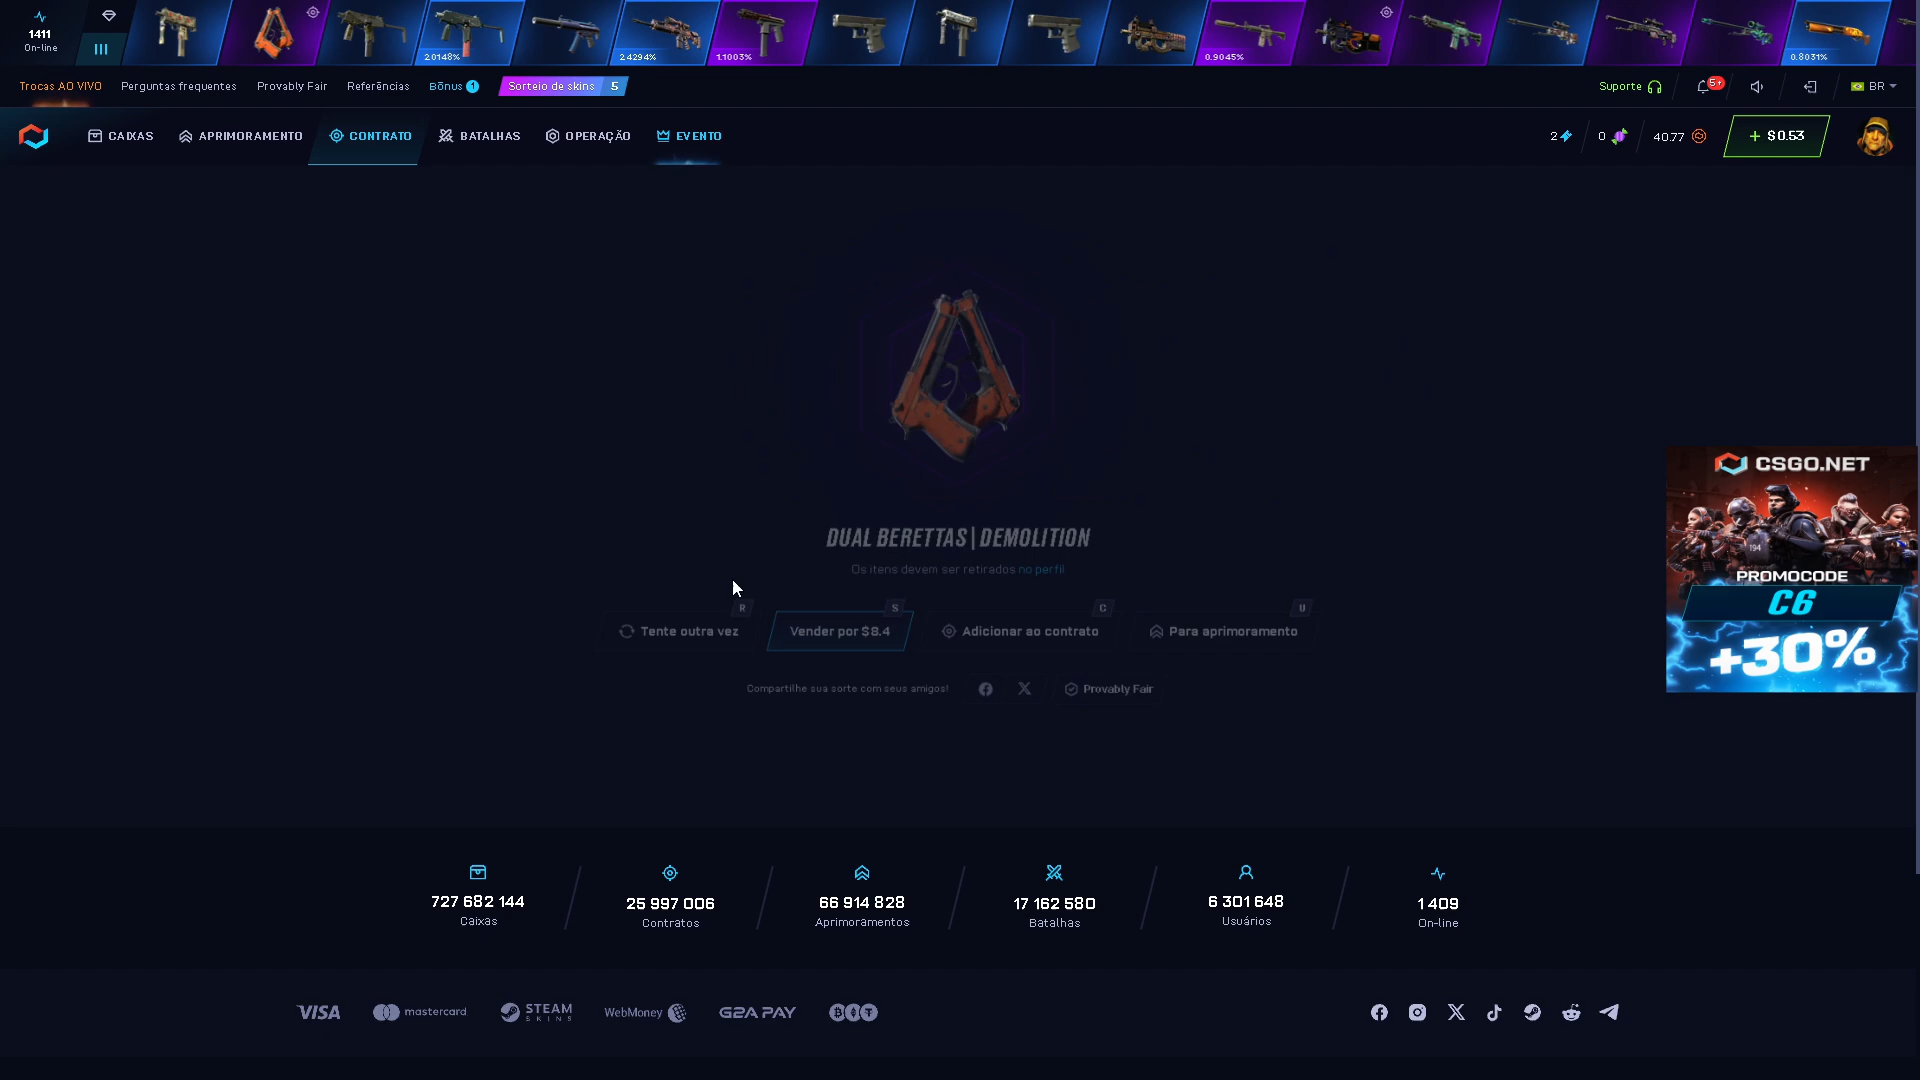 1411
On-line
2.0148%
2.4294%
1.1003%
0.9045%
0.8031%
Trocas AO VIVO
Perguntas frequentes
Provably Fair
Referências
Bônus 1
Sorteio de skins 5
Suporte
5+
BR
CAIXAS
APRIMORAMENTO
CONTRATO
BATALHAS
OPERAÇÃO
EVENTO
2
0
40.77
+ $0.53
DUAL BERETTAS | DEMOLITION
Os itens devem ser retirados no perfil
R
S
C
U
Tente outra vez
Vender por $8.4
Adicionar ao contrato
Para aprimoramento
Compartilhe sua sorte com seus amigos!
Provably Fair
CSGO.NET
194
PROMOCODE
C6
+30%
727 682 144
Caixas
25 997 006
Contratos
66 914 828
Aprimoramentos
17 162 580
Batalhas
6 301 648
Usuários
1 409
On-line
VISA
mastercard
STEAM
SKINS
WebMoney
G2A PAY